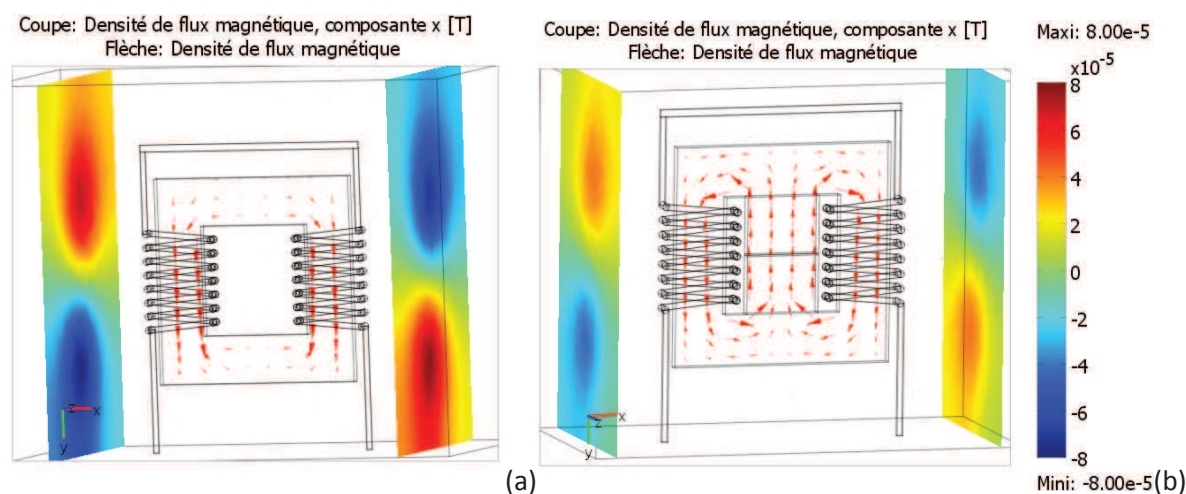 Coupe: Densité de flux magnétique, composante x [T]
Flèche: Densité de flux magnétique
z x
y
(a)
Coupe: Densité de flux magnétique, composante x [T]
Flèche: Densité de flux magnétique
x
z
y
Maxi: 8.00e-5
x10⁻⁵
8
6
4
2
0
-2
-4
-6
-8
Mini: -8.00e-5
(b)